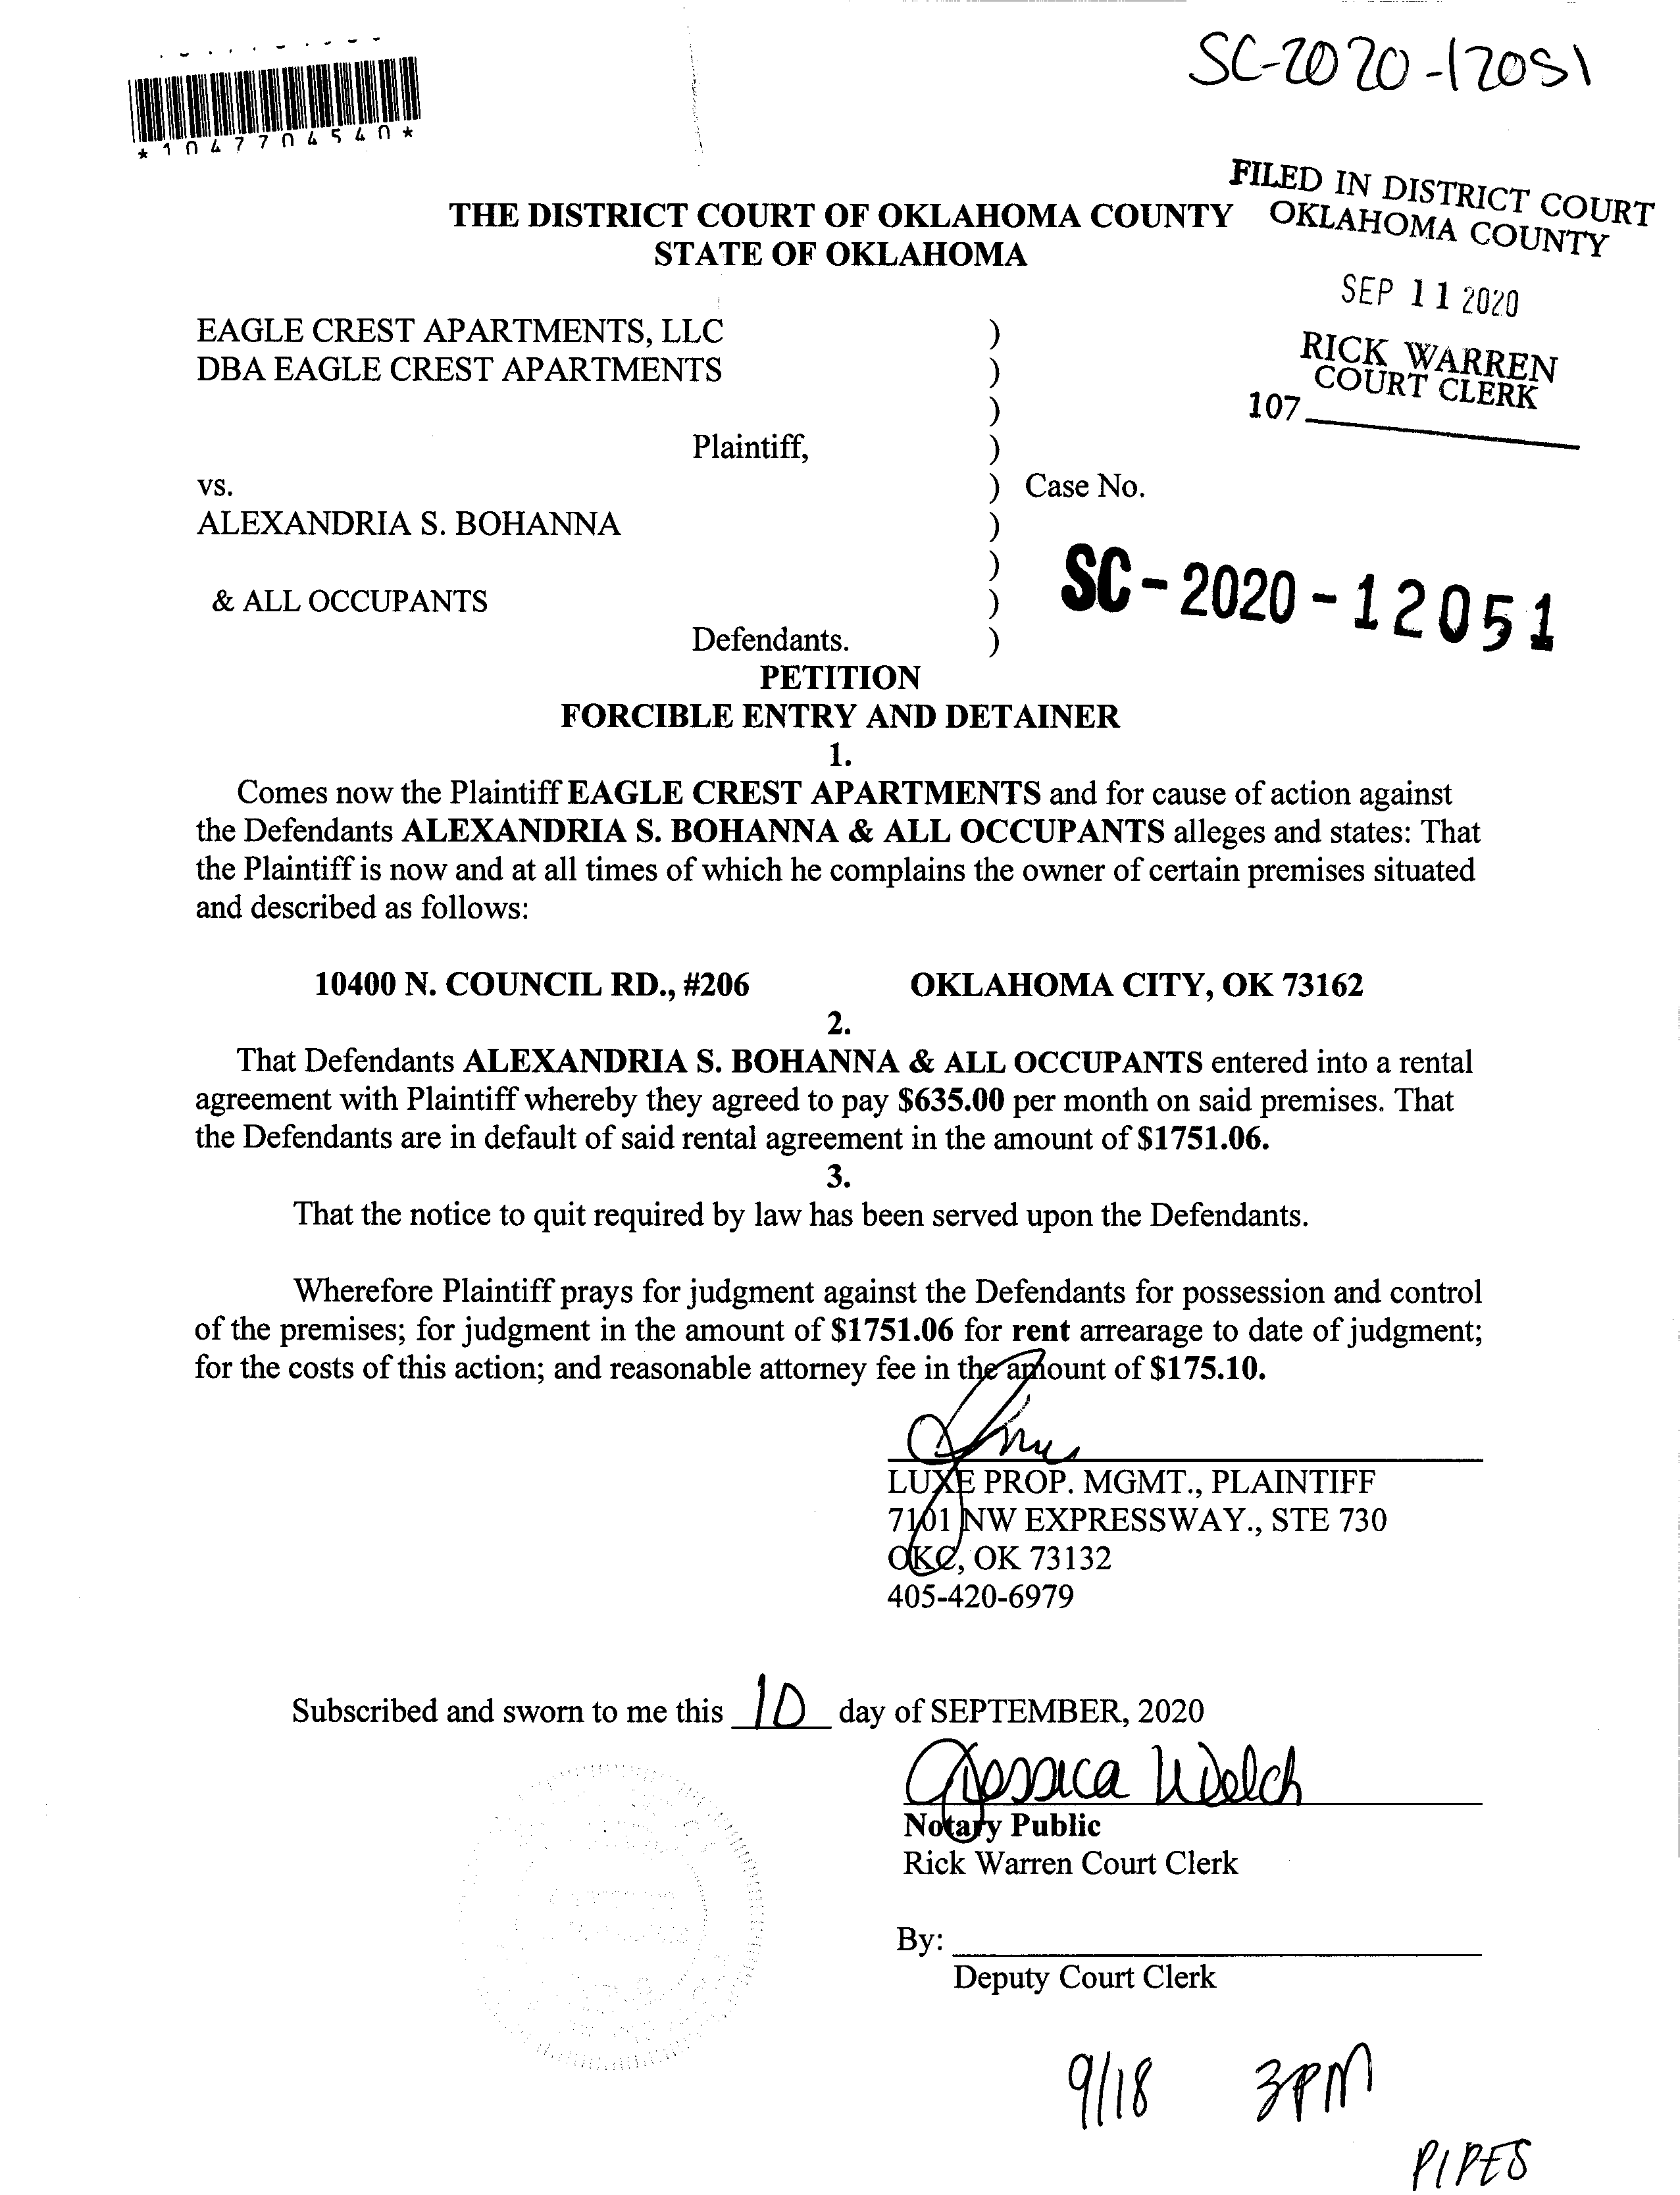 SC-2020-12051
*1047704540*
FILED IN DISTRICT COURT
OKLAHOMA COUNTY
THE DISTRICT COURT OF OKLAHOMA COUNTY
STATE OF OKLAHOMA
SEP 11 2020
RICK WARREN
COURT CLERK
107
EAGLE CREST APARTMENTS, LLC )
DBA EAGLE CREST APARTMENTS )
)
Plaintiff, )
vs. ) Case No.
ALEXANDRIA S. BOHANNA )
)
& ALL OCCUPANTS )
SC-2020-12051
Defendants. )
PETITION
FORCIBLE ENTRY AND DETAINER
1.
Comes now the Plaintiff EAGLE CREST APARTMENTS and for cause of action against
the Defendants ALEXANDRIA S. BOHANNA & ALL OCCUPANTS alleges and states: That
the Plaintiff is now and at all times of which he complains the owner of certain premises situated
and described as follows:
10400 N. COUNCIL RD., #206 OKLAHOMA CITY, OK 73162
2.
That Defendants ALEXANDRIA S. BOHANNA & ALL OCCUPANTS entered into a rental
agreement with Plaintiff whereby they agreed to pay $635.00 per month on said premises. That
the Defendants are in default of said rental agreement in the amount of $1751.06.
3.
That the notice to quit required by law has been served upon the Defendants.
Wherefore Plaintiff prays for judgment against the Defendants for possession and control
of the premises; for judgment in the amount of $1751.06 for rent arrearage to date of judgment;
for the costs of this action; and reasonable attorney fee in the amount of $175.10.
LUXE PROP. MGMT., PLAINTIFF
7101 NW EXPRESSWAY., STE 730
OKC, OK 73132
405-420-6979
Subscribed and sworn to me this 10 day of SEPTEMBER, 2020
Jessica Welch
Notary Public
Rick Warren Court Clerk
By:
Deputy Court Clerk
9/18 3PM
PIPES